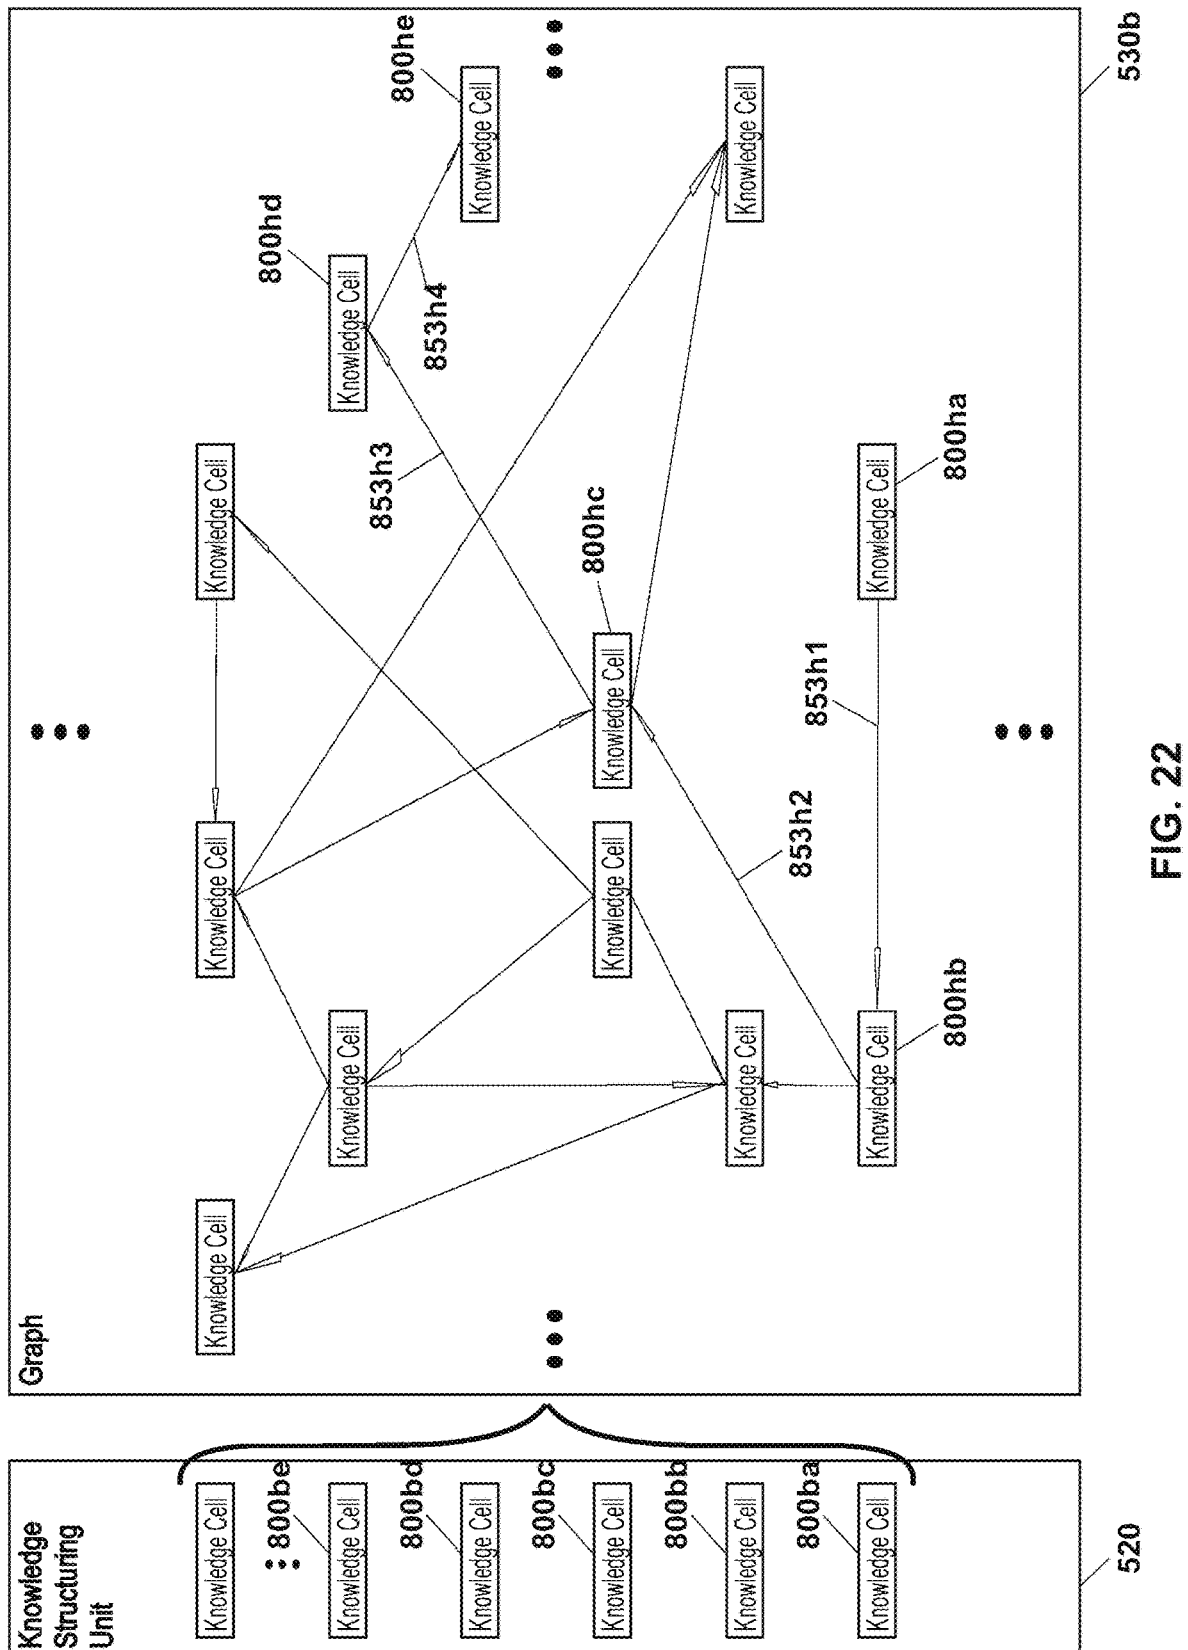 Knowledge
Structuring
Unit
Knowledge Cell
800be
Knowledge Cell
800bd
Knowledge Cell
800bc
Knowledge Cell
800bb
Knowledge Cell
800ba
Knowledge Cell
520
Graph
Knowledge Cell
Knowledge Cell
Knowledge Cell
800hd
Knowledge Cell
Knowledge Cell
853h3
800he
853h4
Knowledge Cell
800hc
Knowledge Cell
Knowledge Cell
Knowledge Cell
Knowledge Cell
853h2
853h1
Knowledge Cell
Knowledge Cell
800hb
800ha
530b
FIG. 22